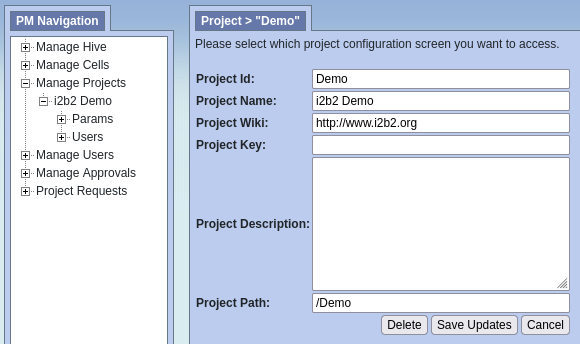 PM Navigation
Manage Hive
Manage Cells
Manage Projects
i2b2 Demo
Params
Users
Manage Users
Manage Approvals
Project Requests
Project > "Demo"
Please select which project configuration screen you want to access.
Project Id: Demo
Project Name: i2b2 Demo
Project Wiki: http://www.i2b2.org
Project Key:
Project Description:
Project Path: /Demo
Delete Save Updates Cancel